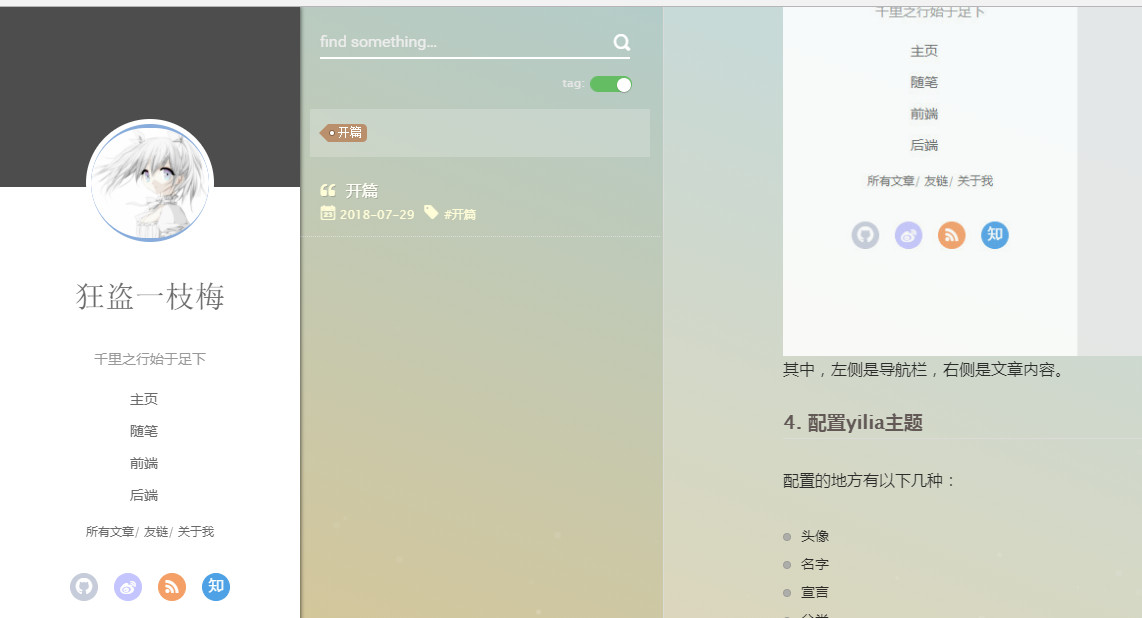 狂盗一枝梅
千里之行始于足下
主页
随笔
前端
后端
所有文章/ 友链/ 关于我
知
find something...
tag:
开篇
开篇
2018-07-29 #开篇
千里之行始于足下
主页
随笔
前端
后端
所有文章/ 友链/ 关于我
知
其中，左侧是导航栏，右侧是文章内容。
4. 配置yilia主题
配置的地方有以下几种：
头像
名字
宣言